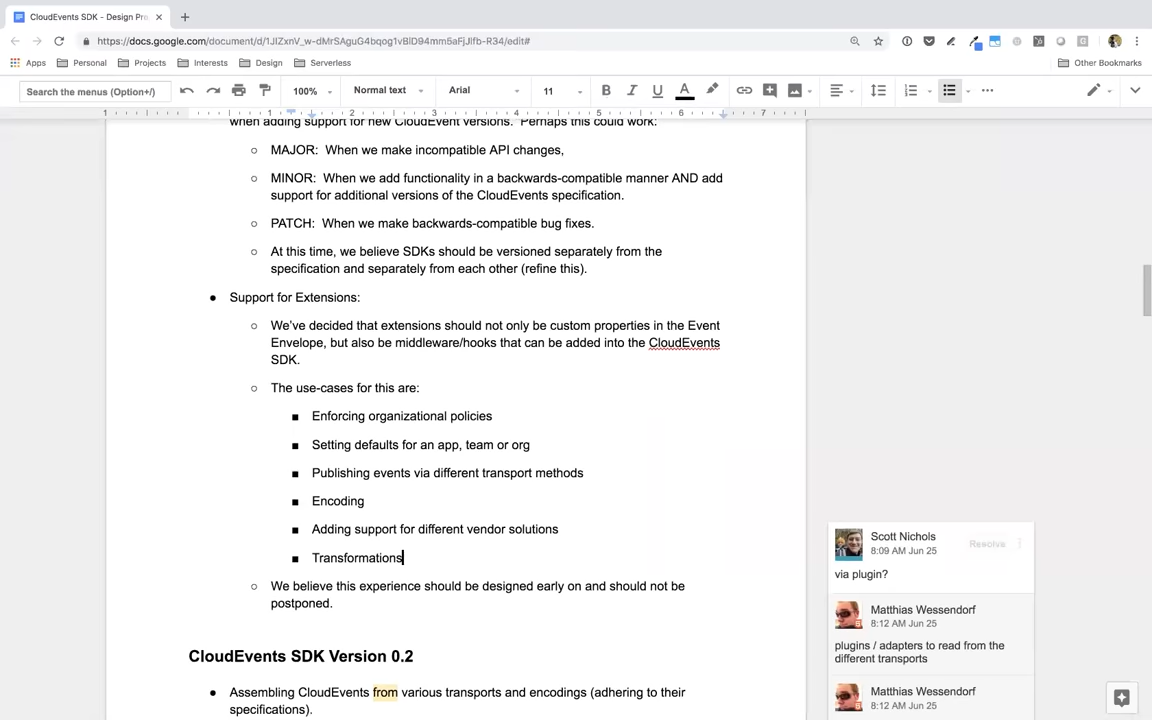 CloudEvents SDK - Design Pr
https://docs.google.com/document/d/1JIZxnV_w-dMrSAguG4bqog1vBlD94mm5aFjJlfb-R34/edit#
Apps Personal Projects Interests Design Serverless Other Bookmarks
Search the menus (Option+/) 100% Normal text Arial 11 B I U A
1 1 2 3 4 5 6 7
when adding support for new CloudEvent versions. Perhaps this could work:
○ MAJOR: When we make incompatible API changes,
○ MINOR: When we add functionality in a backwards-compatible manner AND add
support for additional versions of the CloudEvents specification.
○ PATCH: When we make backwards-compatible bug fixes.
○ At this time, we believe SDKs should be versioned separately from the
specification and separately from each other (refine this).
● Support for Extensions:
○ We've decided that extensions should not only be custom properties in the Event
Envelope, but also be middleware/hooks that can be added into the CloudEvents
SDK.
○ The use-cases for this are:
■ Enforcing organizational policies
■ Setting defaults for an app, team or org
■ Publishing events via different transport methods
■ Encoding
■ Adding support for different vendor solutions
■ Transformations
○ We believe this experience should be designed early on and should not be
postponed.
CloudEvents SDK Version 0.2
● Assembling CloudEvents from various transports and encodings (adhering to their
specifications).
Scott Nichols
8:09 AM Jun 25
Resolve
via plugin?
Matthias Wessendorf
8:12 AM Jun 25
plugins / adapters to read from the
different transports
Matthias Wessendorf
8:12 AM Jun 25